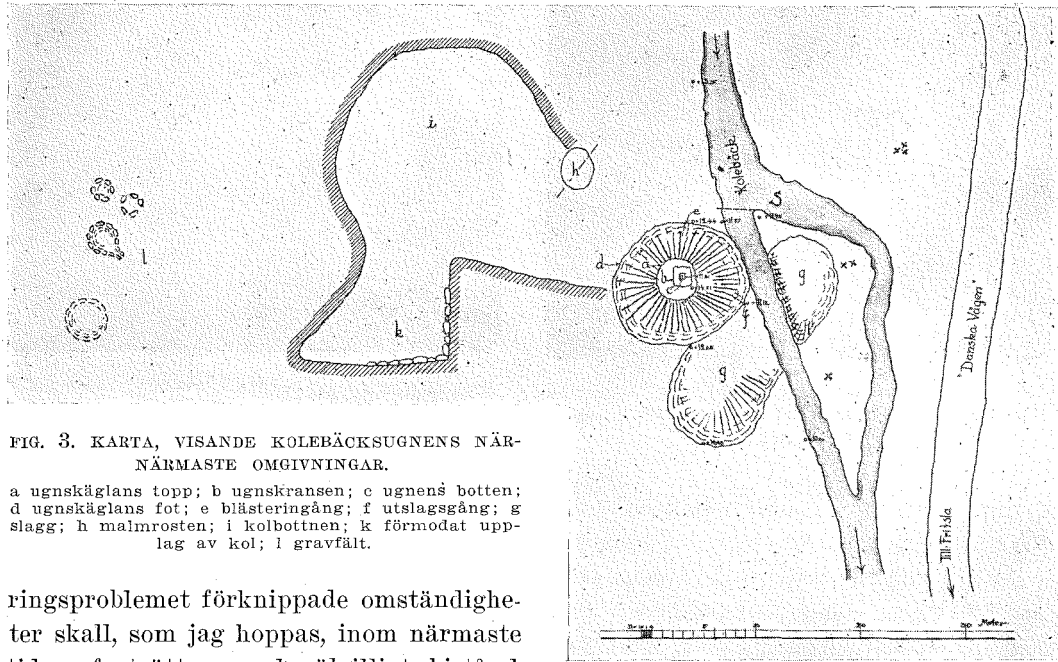 i
h
k
l
Kolebäck
S
e
d
a
b
f
g
g
"Danska Vägen"
Till Fritsla
Meter
FIG. 3. KARTA, VISANDE KOLEBÄCKSUGNENS NÄR-
NÄRMASTE OMGIVNINGAR.
a ugnskäglans topp; b ugnskransen; c ugnens botten;
d ugnskäglans fot; e blästeringång; f utslagsgång; g
slagg; h malmrosten; i kolbottnen; k förmodat upp-
lag av kol; l gravfält.
ringsproblemet förknippade omständighe-
ter skall, som jag hoppas, inom närmaste